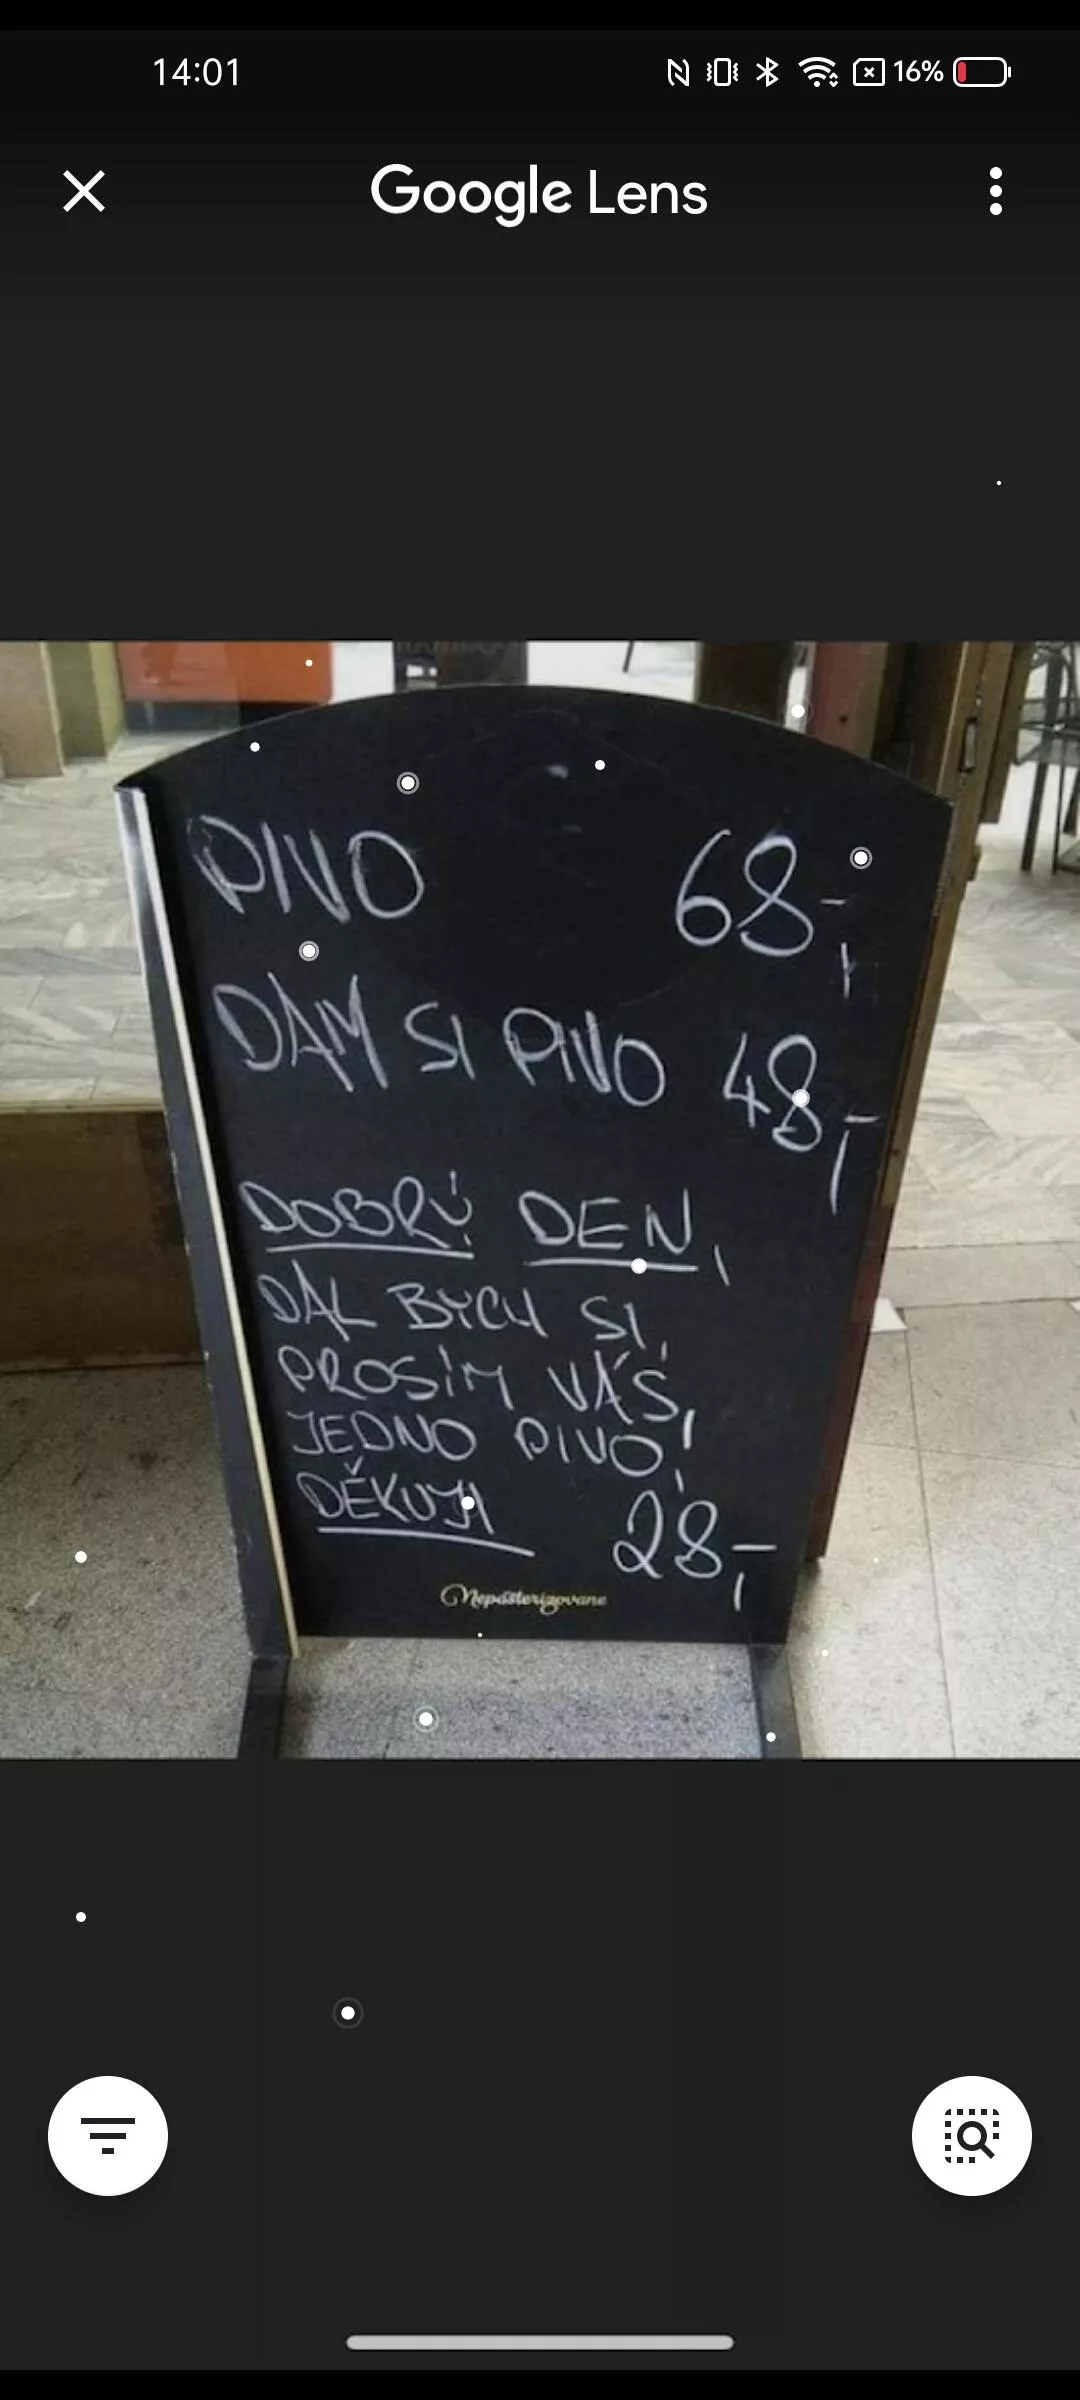 14:01 16%
Google Lens
PIVO 68,-
DÁM SI PIVO 48,-
DOBRÝ DEN,
DAL BYCH SI,
PROSÍM VÁS,
JEDNO PIVO,
DĚKUJI 28,-
Nepasterizované